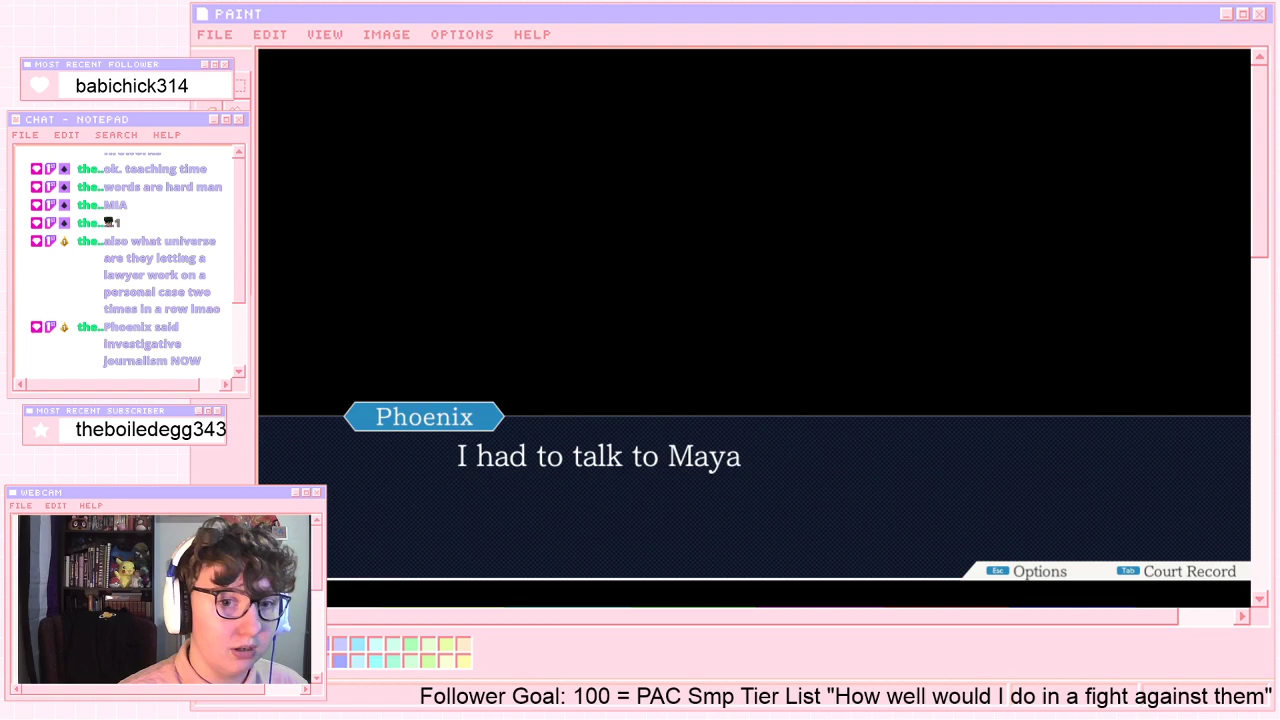 PAINT
FILE EDIT VIEW IMAGE OPTIONS HELP
MOST RECENT FOLLOWER
babichick314
CHAT - NOTEPAD
FILE EDIT SEARCH HELP
the..ok. teaching time
the..words are hard man
the..MIA
the.. 1
the..also what universe
are they letting a
lawyer work on a
personal case two
times in a row lmao
the..Phoenix said
investigative
journalism NOW
MOST RECENT SUBSCRIBER
theboiledegg343
WEBCAM
FILE EDIT HELP
Phoenix
I had to talk to Maya
Esc Options Tab Court Record
Follower Goal: 100 = PAC Smp Tier List "How well would I do in a fight against them"